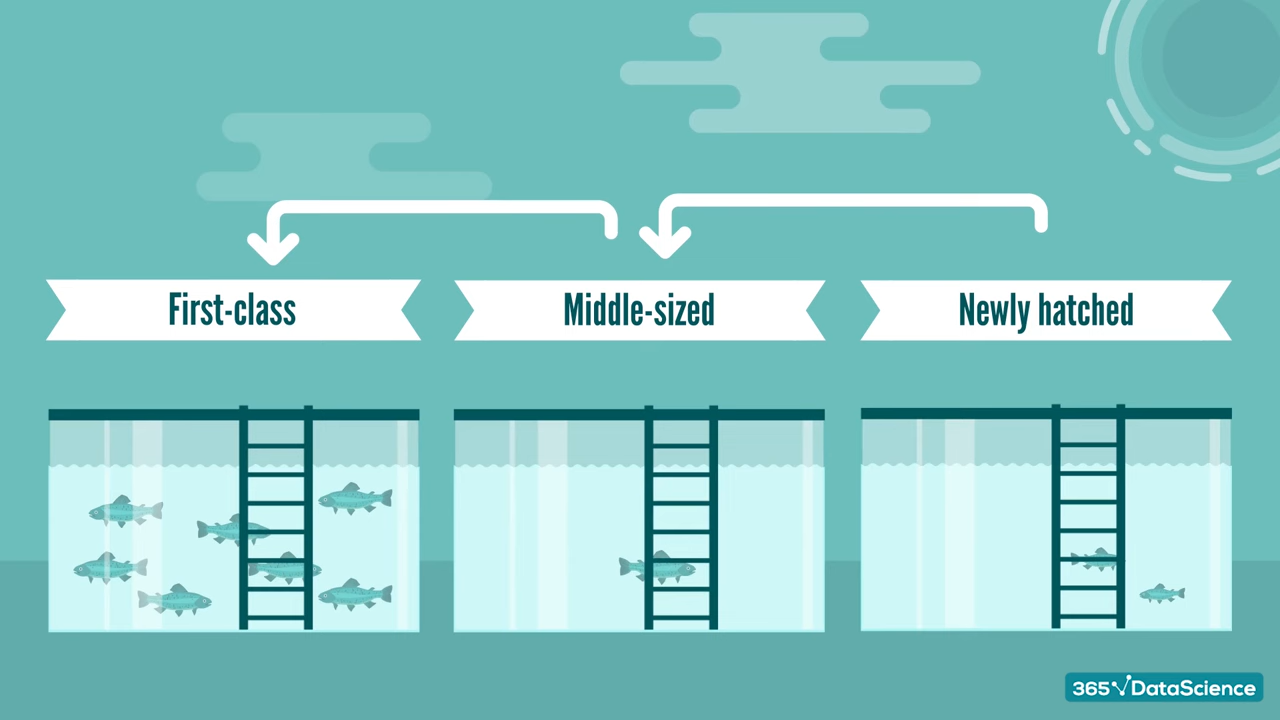 First-class
Middle-sized
Newly hatched
365 DataScience